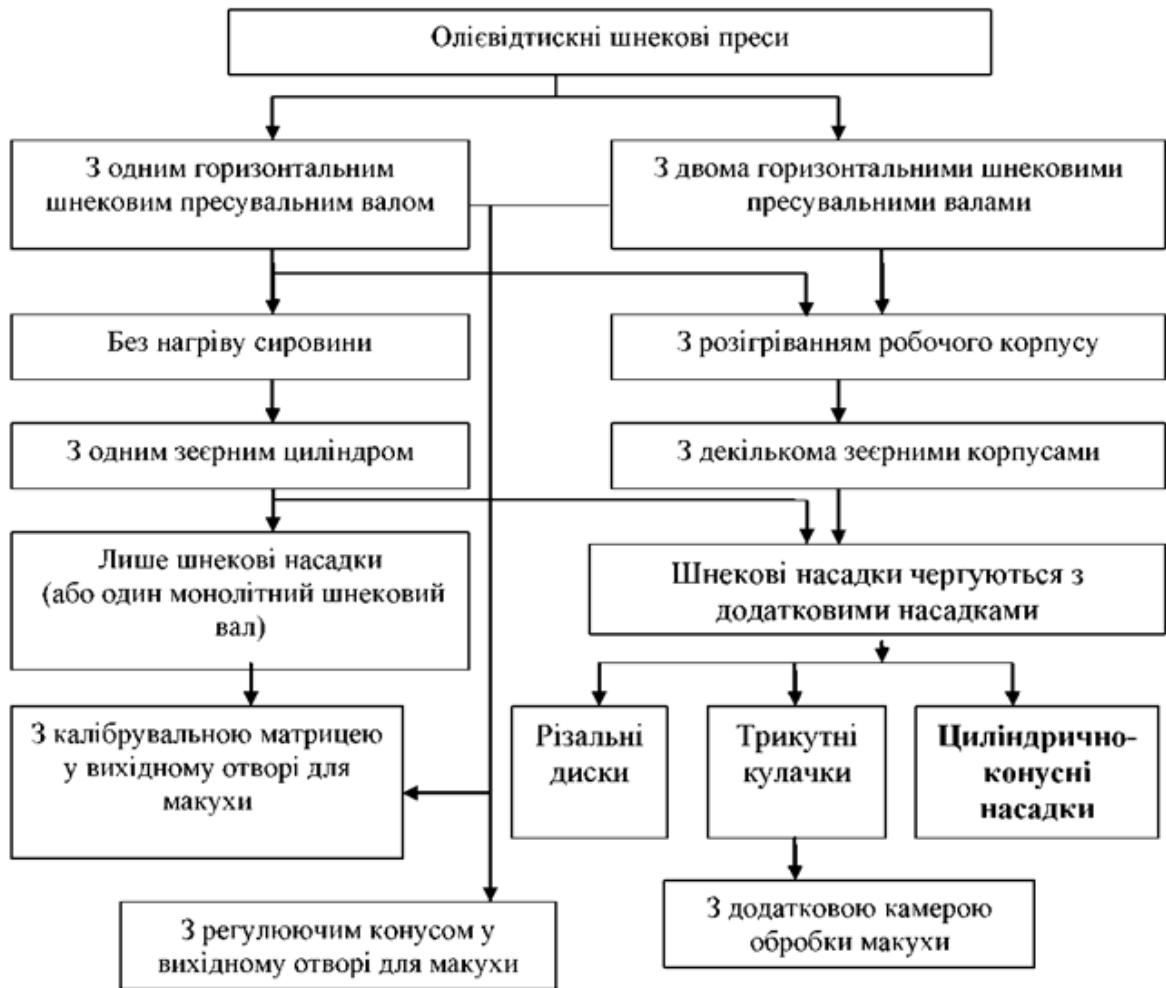 Олієвідтискні шнекові преси
З одним горизонтальним
шнековим пресувальним валом
З двома горизонтальними шнековими
пресувальними валами
Без нагріву сировини
З розігріванням робочого корпусу
З одним зеєрним циліндром
З декількома зеєрними корпусами
Лише шнекові насадки
(або один монолітний шнековий
вал)
Шнекові насадки чергуються з
додатковими насадками
З калібрувальною матрицею
у вихідному отворі для
макухи
Різальні
диски
Трикутні
кулачки
Циліндрично-
конусні
насадки
З регулюючим конусом у
вихідному отворі для макухи
З додатковою камерою
обробки макухи